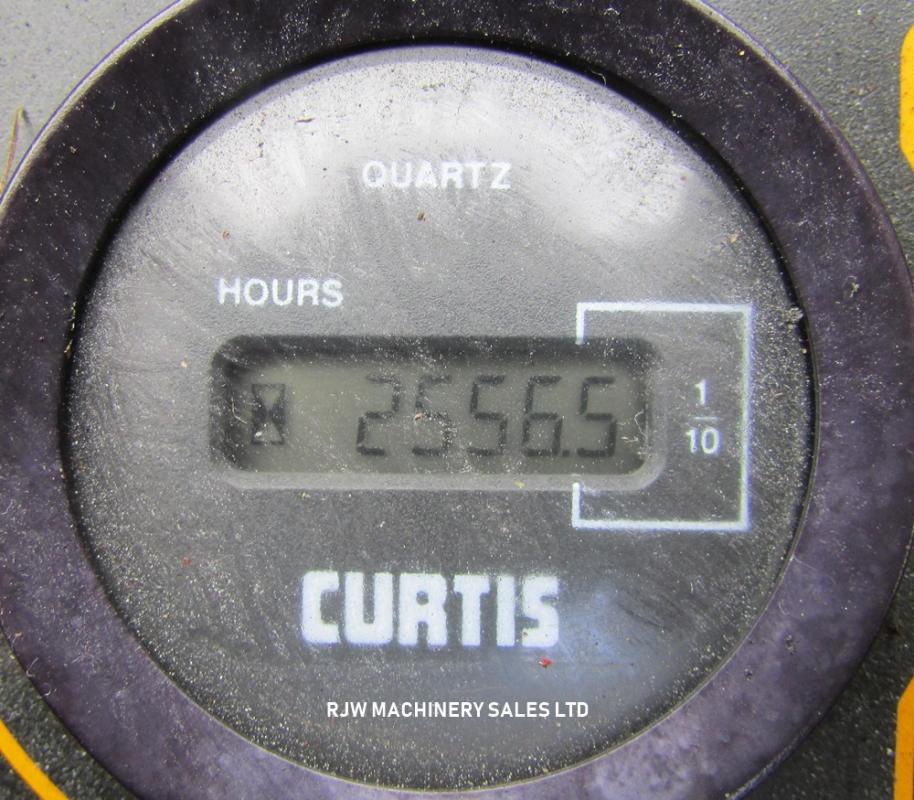 QUARTZ
HOURS
2556.5
1
10
CURTIS
RJW MACHINERY SALES LTD